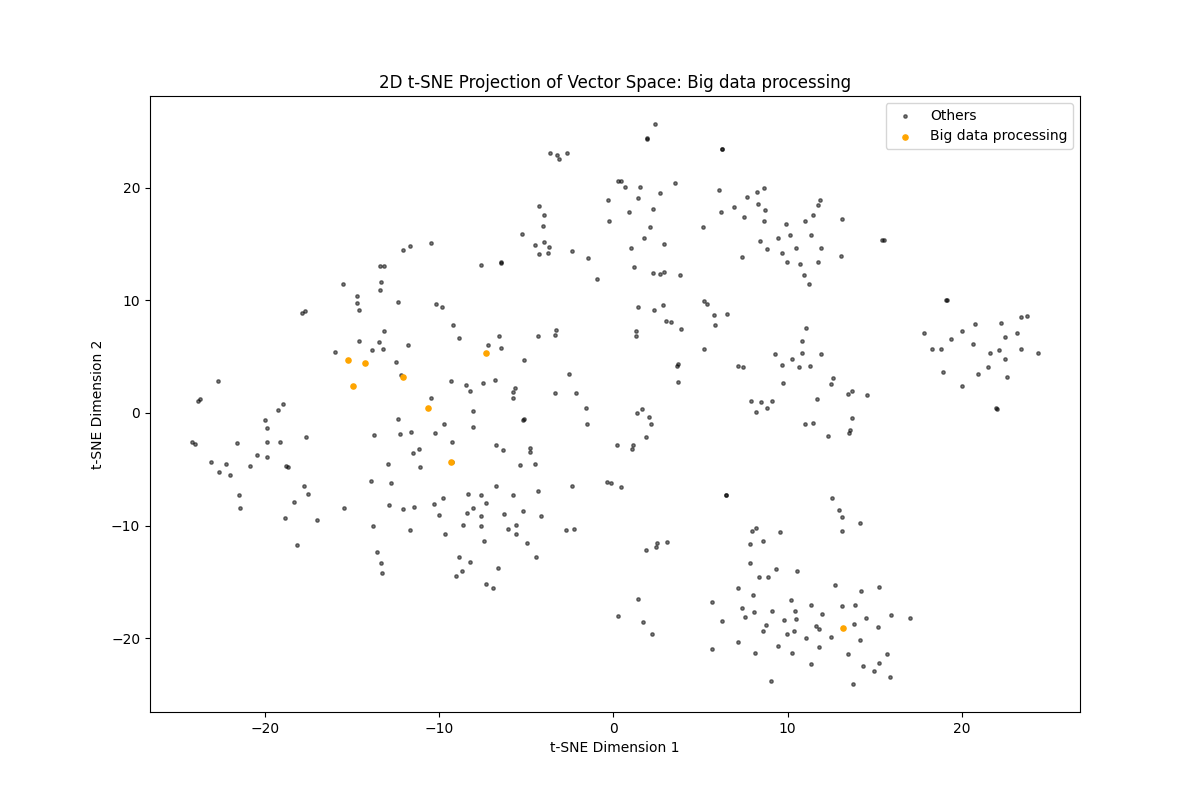 2D t-SNE Projection of Vector Space: Big data processing
Others
Big data processing
20
10
0
−10
−20
t-SNE Dimension 2
−20
−10
0
10
20
t-SNE Dimension 1